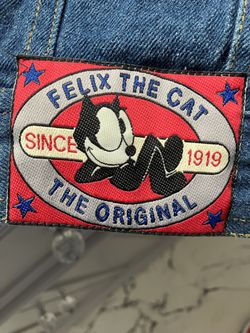 FELIX THE CAT
SINCE 1919
THE ORIGINAL